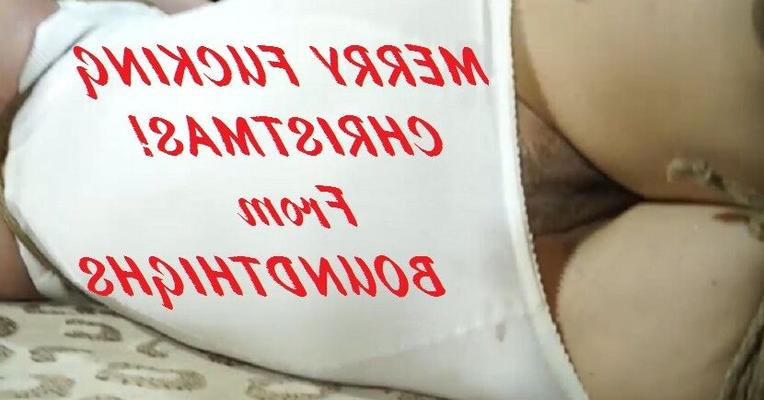 MERRY FUCKING
CHRISTMAS!
From
BOUNDTHIGHS